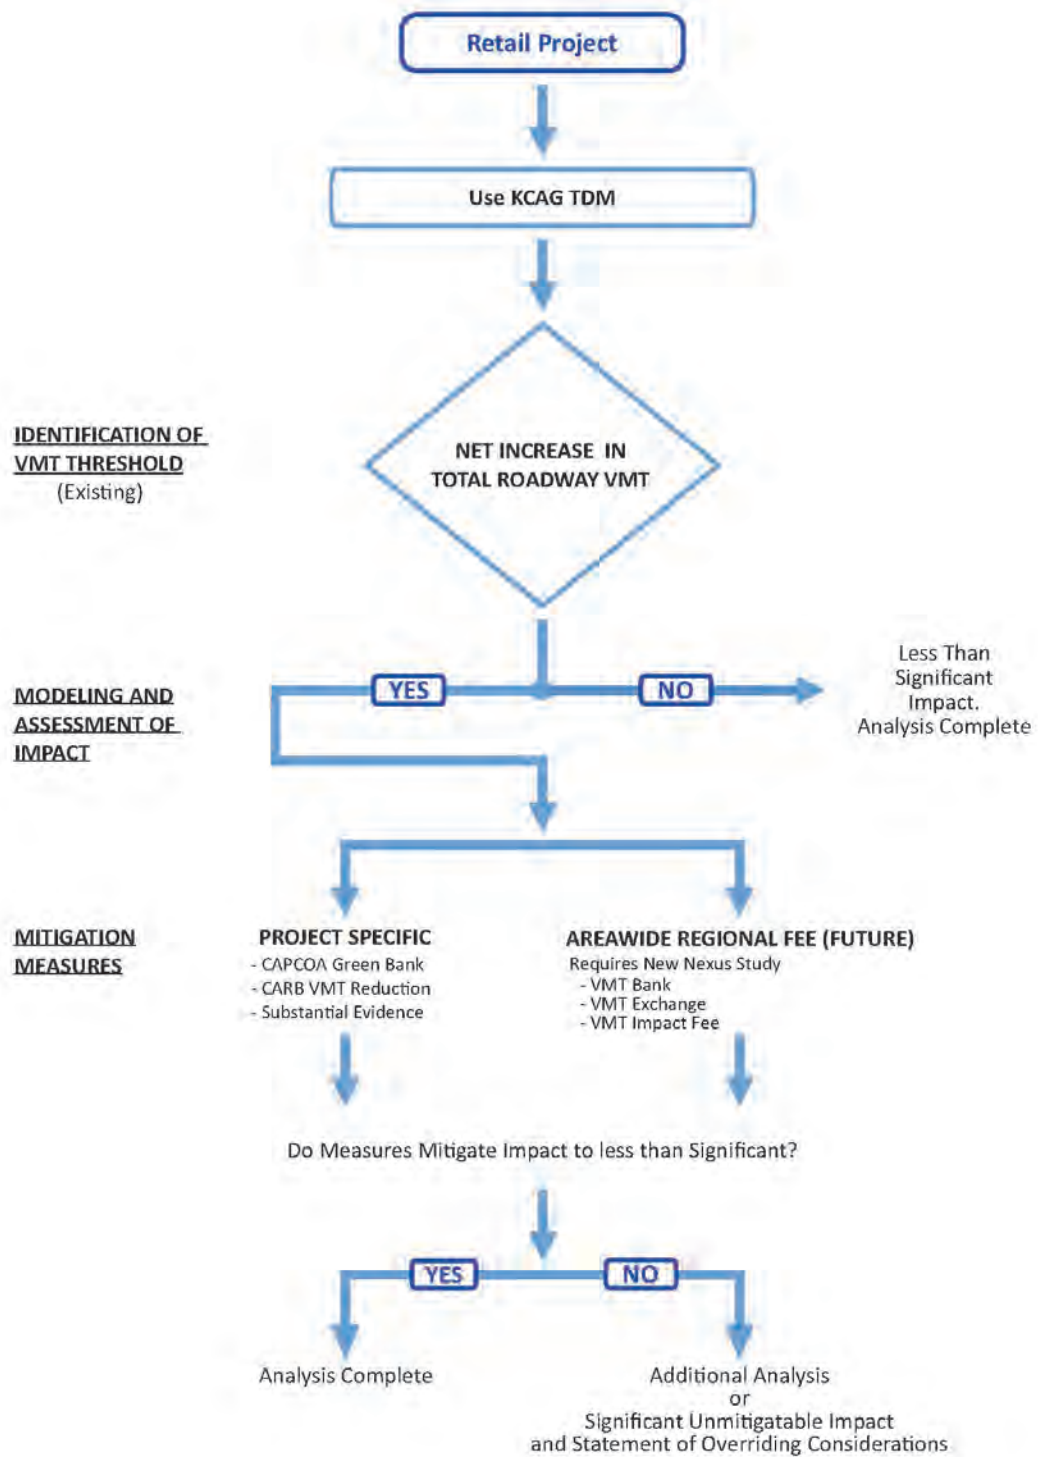 Retail Project
Use KCAG TDM
IDENTIFICATION OF
VMT THRESHOLD
(Existing)
NET INCREASE IN
TOTAL ROADWAY VMT
MODELING AND
ASSESSMENT OF
IMPACT
YES
NO
Less Than
Significant
Impact.
Analysis Complete
MITIGATION
MEASURES
PROJECT SPECIFIC
- CAPCOA Green Bank
- CARB VMT Reduction
- Substantial Evidence
AREAWIDE REGIONAL FEE (FUTURE)
Requires New Nexus Study
- VMT Bank
- VMT Exchange
- VMT Impact Fee
Do Measures Mitigate Impact to less than Significant?
YES
NO
Analysis Complete
Additional Analysis
or
Significant Unmitigatable Impact
and Statement of Overriding Considerations